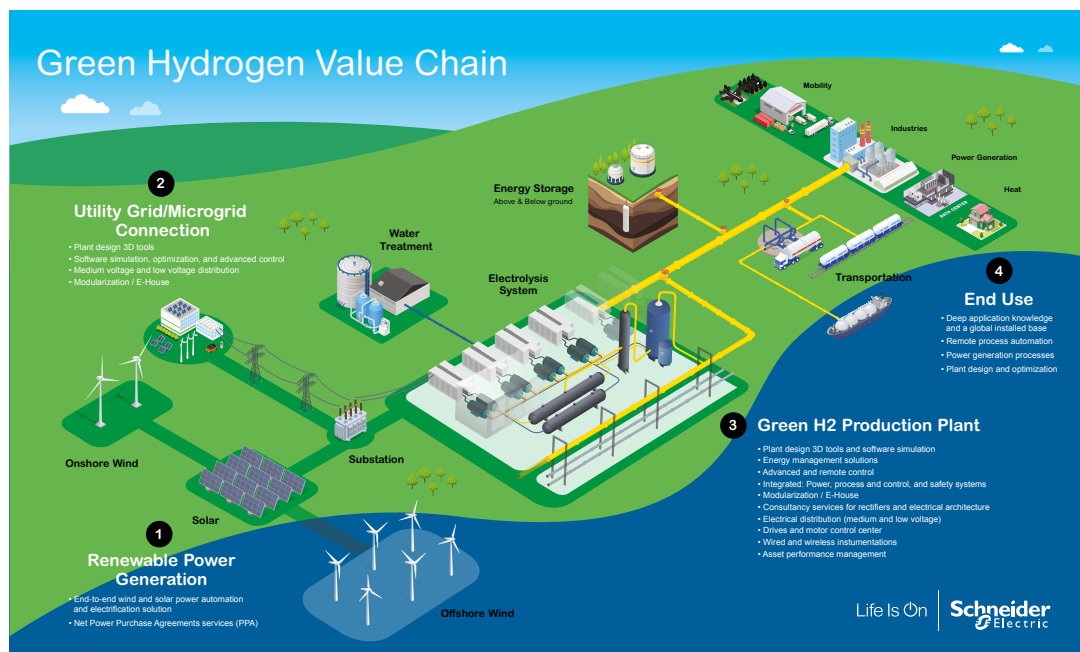 Green Hydrogen Value Chain
Mobility
Industries
Power Generation
Heat
DATA CENTER
Energy Storage
Above & Below ground
2
Utility Grid/Microgrid
Connection
• Plant design 3D tools
• Software simulation, optimization, and advanced control
• Medium voltage and low voltage distribution
• Modularization / E-House
Water
Treatment
Electrolysis
System
Transportation
4
End Use
• Deep application knowledge
and a global installed base
• Remote process automation
• Power generation processes
• Plant design and optimization
Onshore Wind
Substation
Solar
3
Green H2 Production Plant
• Plant design 3D tools and software simulation
• Energy management solutions
• Advanced and remote control
• Integrated: Power, process and control, and safety systems
• Modularization / E-House
• Consultancy services for rectifiers and electrical architecture
• Electrical distribution (medium and low voltage)
• Drives and motor control center
• Wired and wireless instumentations
• Asset performance management
1
Renewable Power
Generation
• End-to-end wind and solar power automation
and electrification solution
• Net Power Purchase Agreements services (PPA)
Offshore Wind
Life Is On
Schneider
Electric